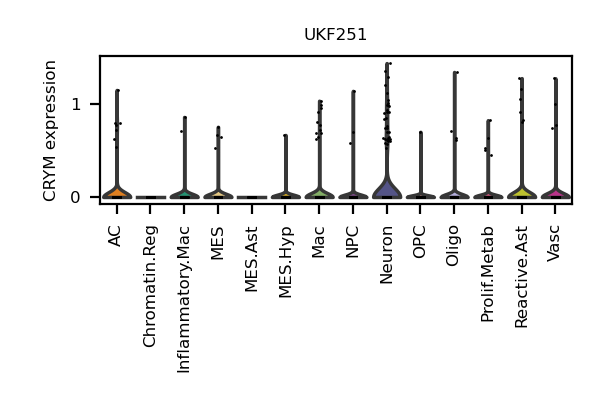 UKF251
CRYM expression
1
0
AC
Chromatin.Reg
Inflammatory.Mac
MES
MES.Ast
MES.Hyp
Mac
NPC
Neuron
OPC
Oligo
Prolif.Metab
Reactive.Ast
Vasc